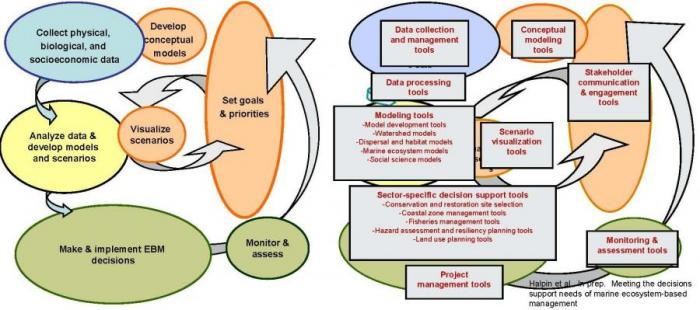 Collect physical,
biological, and
socioeconomic data
Develop
conceptual
models
Set goals
& priorities
Analyze data &
develop models
and scenarios
Visualize
scenarios
Make & implement EBM
decisions
Monitor &
assess
Data collection
and management
tools
Conceptual
modeling
tools
Data processing
tools
Stakeholder
communication
& engagement
tools
Modeling tools
-Model development tools
-Watershed models
-Dispersal and habitat models
-Marine ecosystem models
-Social science models
Scenario
visualization
tools
Sector-specific decision support tools
-Conservation and restoration site selection
-Coastal zone management tools
-Fisheries management tools
-Hazard assessment and resiliency planning tools
-Land use planning tools
Monitoring &
assessment tools
Project
management tools
Halpin et al. In prep. Meeting the decisions
support needs of marine ecosystem-based
management